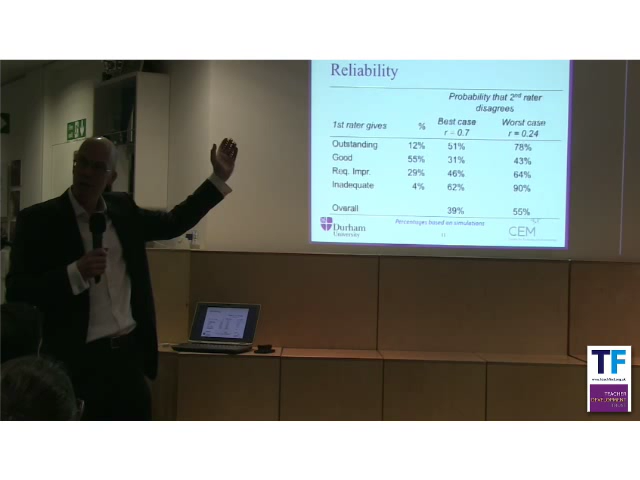 Reliability
Probability that 2nd rater
disagrees
1st rater gives % Best case Worst case
r = 0.7 r = 0.24
Outstanding 12% 51% 78%
Good 55% 31% 43%
Req. Impr. 29% 46% 64%
Inadequate 4% 62% 90%
Overall 39% 55%
Percentages based on simulations
Durham
University
11
CEM
TF
TEACHER
DEVELOPMENT